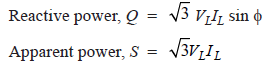 Reactive power, Q = √3 V_L I_L sin ϕ
Apparent power, S = √3V_L I_L